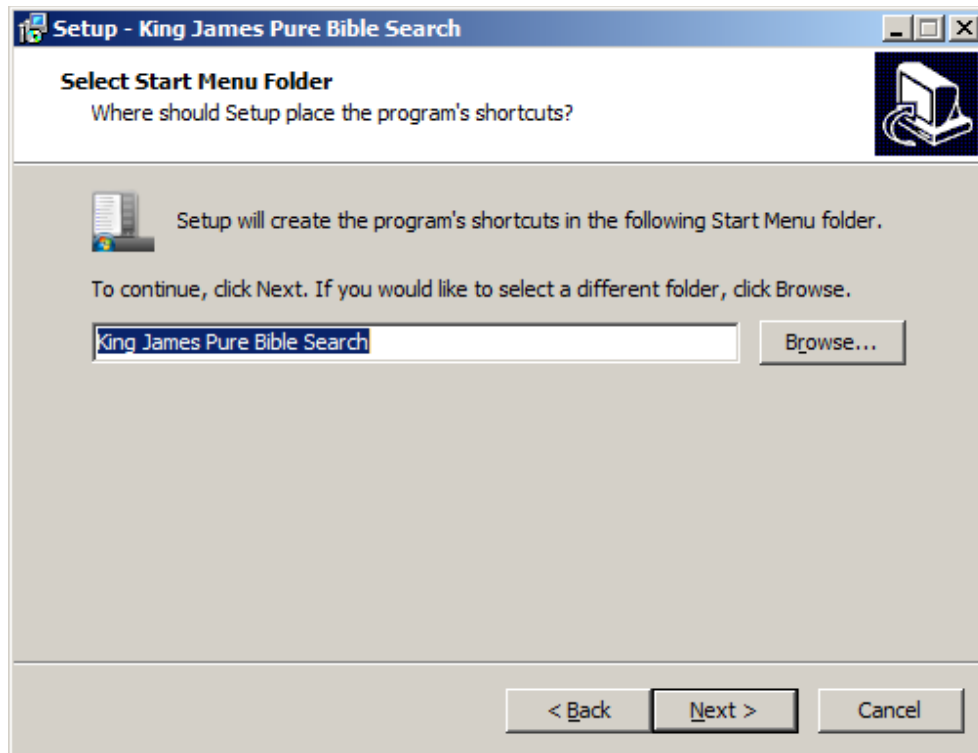 Setup - King James Pure Bible Search
Select Start Menu Folder
Where should Setup place the program's shortcuts?
Setup will create the program's shortcuts in the following Start Menu folder.
To continue, click Next. If you would like to select a different folder, click Browse.
King James Pure Bible Search
Browse...
< Back
Next >
Cancel